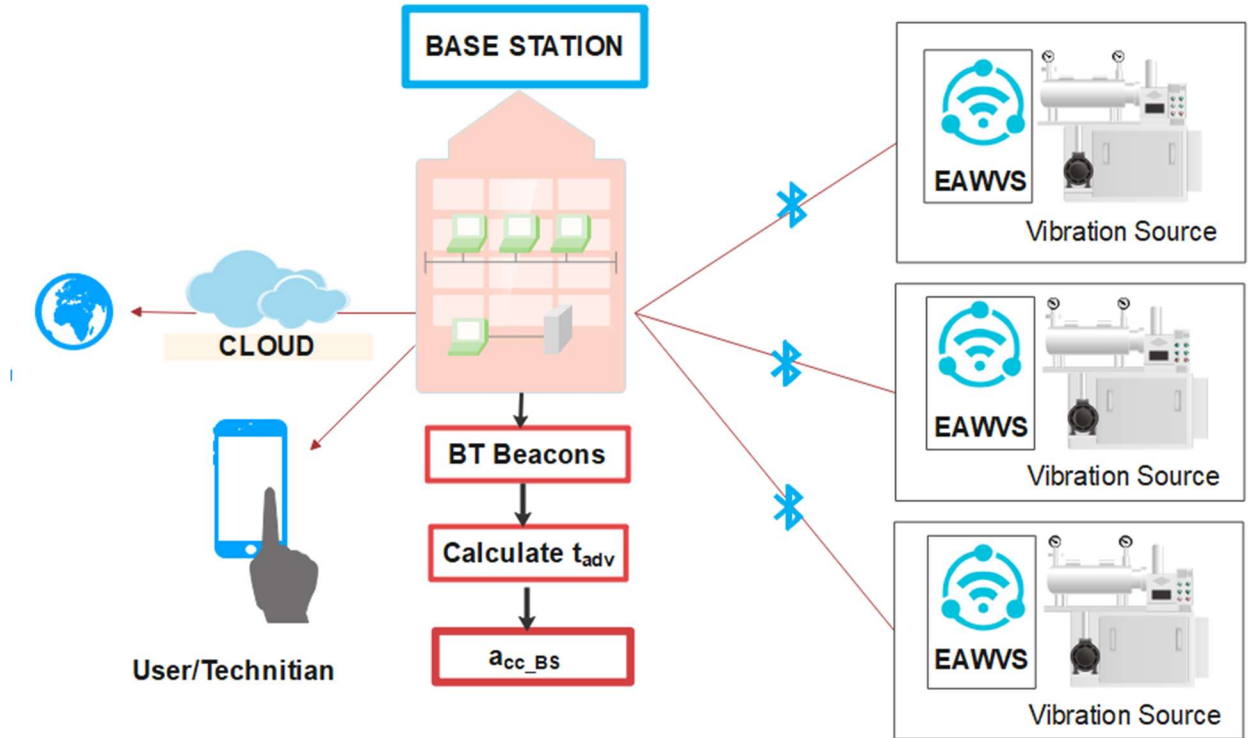 BASE STATION
EAWVS
Vibration Source
CLOUD
EAWVS
Vibration Source
BT Beacons
Calculate tadv
acc_BS
User/Technitian
EAWVS
Vibration Source